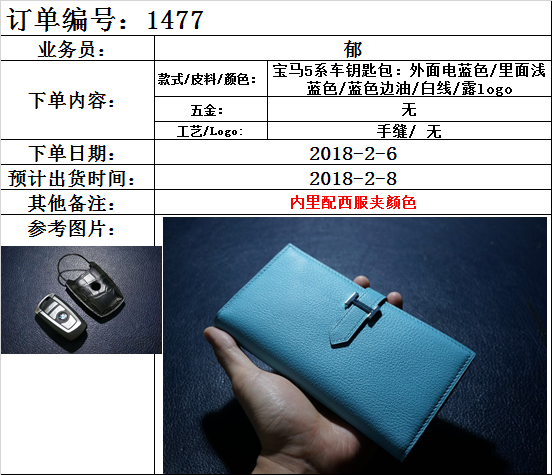 订单编号：1477
业务员：
郁
下单内容：
款式/皮料/颜色：
宝马5系车钥匙包：外面电蓝色/里面浅
蓝色/蓝色边油/白线/露logo
五金：
无
工艺/Logo:
手缝/ 无
下单日期：
2018-2-6
预计出货时间：
2018-2-8
其他备注：
内里配西服夹颜色
参考图片：